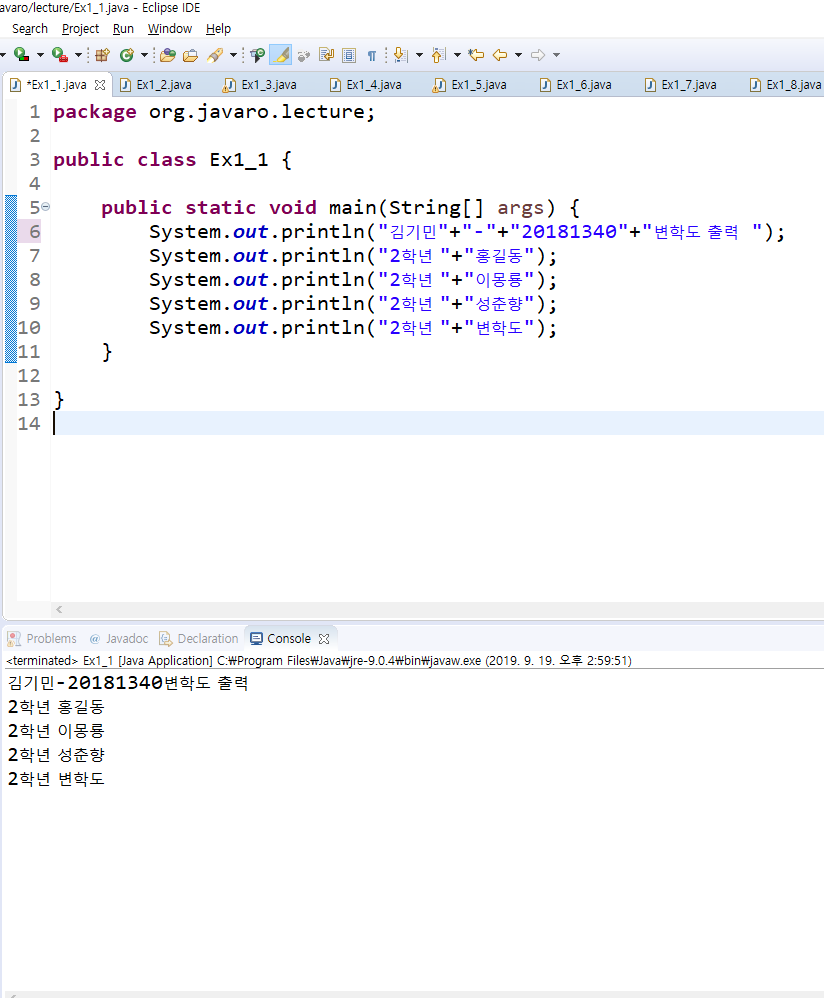 avaro/lecture/Ex1_1.java - Eclipse IDE
Search Project Run Window Help
*Ex1_1.java Ex1_2.java Ex1_3.java Ex1_4.java Ex1_5.java Ex1_6.java Ex1_7.java Ex1_8.java
1 package org.javaro.lecture;
2
3 public class Ex1_1 {
4
5 public static void main(String[] args) {
6 System.out.println("김기민"+"-"+"20181340"+"변학도 출력 ");
7 System.out.println("2학년 "+"홍길동");
8 System.out.println("2학년 "+"이몽룡");
9 System.out.println("2학년 "+"성춘향");
10 System.out.println("2학년 "+"변학도");
11 }
12
13 }
14
Problems @ Javadoc Declaration Console
<terminated> Ex1_1 [Java Application] C:₩Program Files₩Java₩jre-9.0.4₩bin₩javaw.exe (2019. 9. 19. 오후 2:59:51)
김기민-20181340변학도 출력
2학년 홍길동
2학년 이몽룡
2학년 성춘향
2학년 변학도